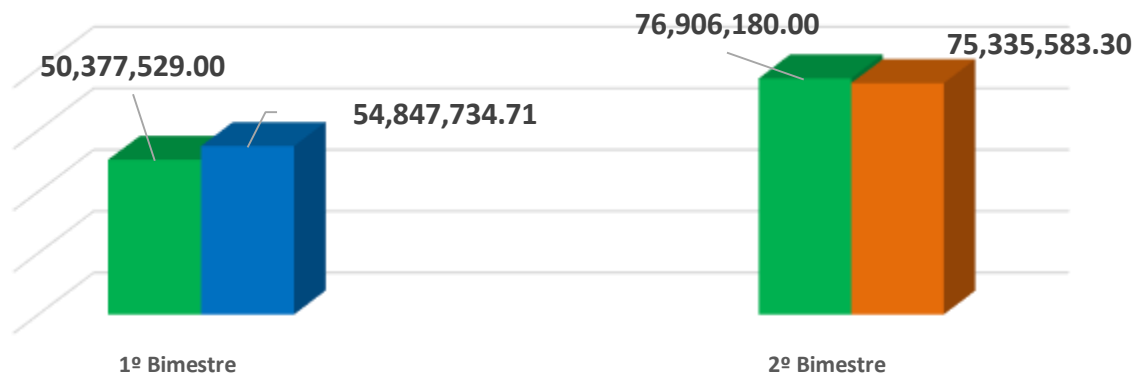 76,906,180.00
75,335,583.30
50,377,529.00
54,847,734.71
1º Bimestre
2º Bimestre